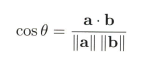 cos θ = a · b / ‖a‖ ‖b‖